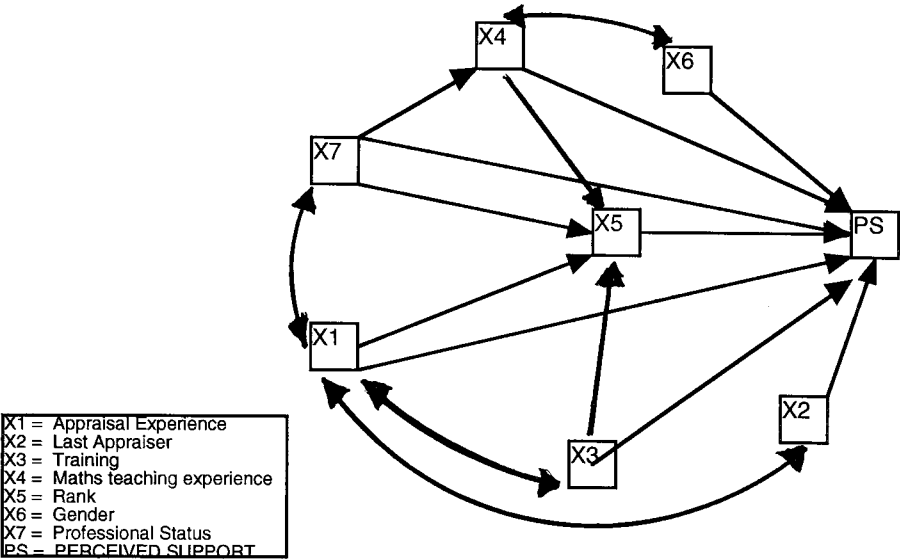 X4
X6
X7
X5
PS
X1
X2
X3
X1 = Appraisal Experience
X2 = Last Appraiser
X3 = Training
X4 = Maths teaching experience
X5 = Rank
X6 = Gender
X7 = Professional Status
PS = PERCEIVED SUPPORT